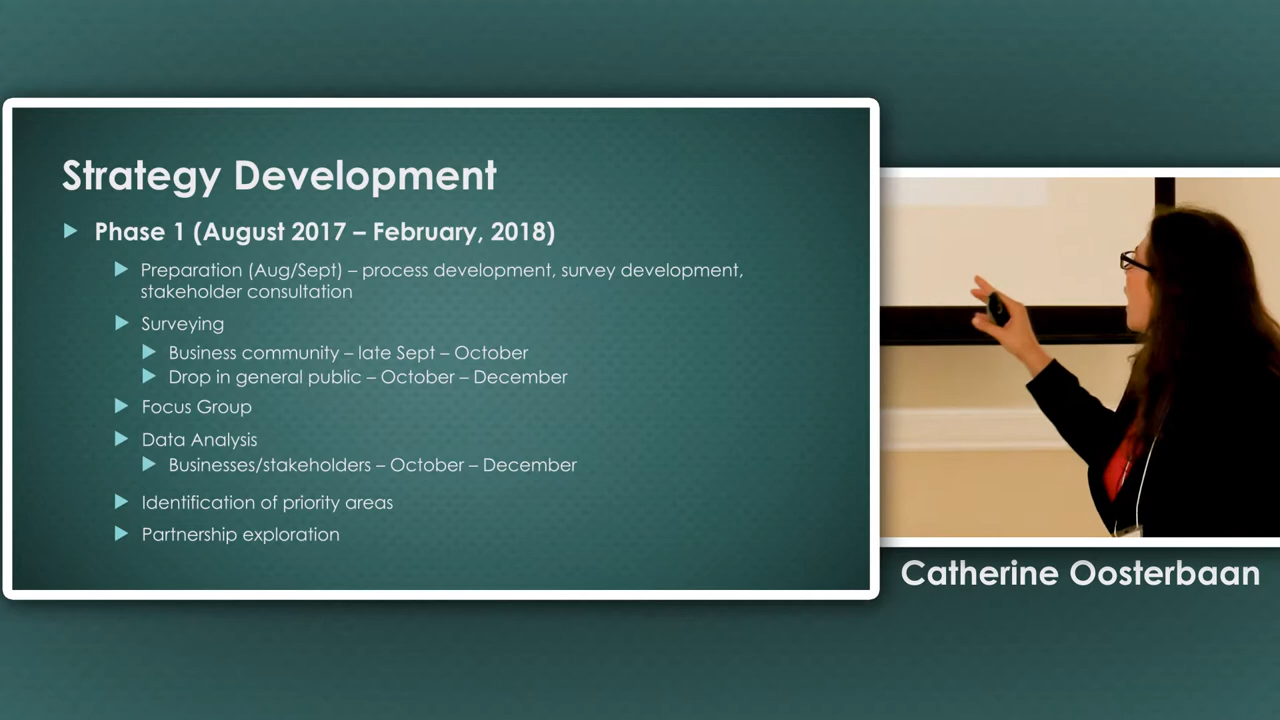 Strategy Development
Phase 1 (August 2017 – February, 2018)
Preparation (Aug/Sept) – process development, survey development,
stakeholder consultation
Surveying
Business community – late Sept – October
Drop in general public – October – December
Focus Group
Data Analysis
Businesses/stakeholders – October – December
Identification of priority areas
Partnership exploration
Catherine Oosterbaan